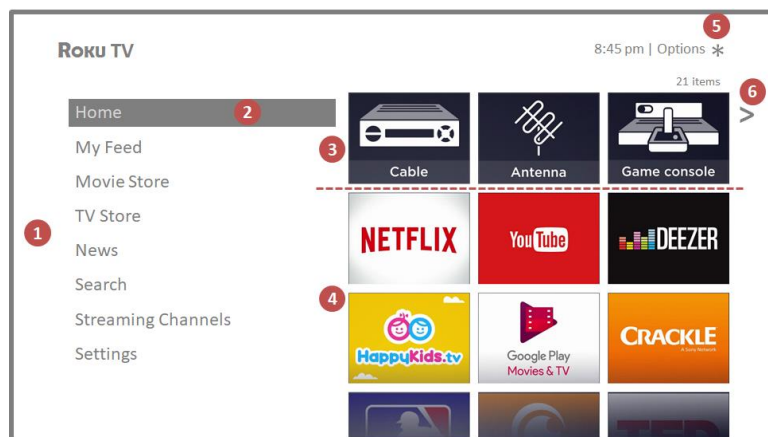 5
ROKU TV
8:45 pm | Options *
21 items
6
>
Home 2
3
Cable
Antenna
Game console
My Feed
Movie Store
TV Store
1
News
Search
Streaming Channels
Settings
NETFLIX
YouTube
DEEZER
4
HappyKids.tv
Google Play
Movies & TV
CRACKLE
A Sony Network
TED